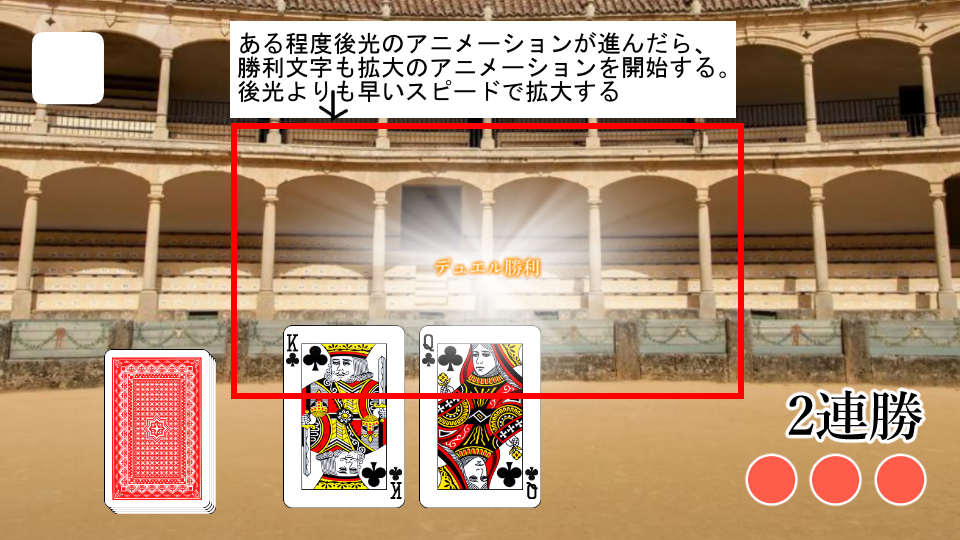 ある程度後光のアニメーションが進んだら、
勝利文字も拡大のアニメーションを開始する。
後光よりも早いスピードで拡大する
デュエル勝利
K
Q
K
Q
2連勝